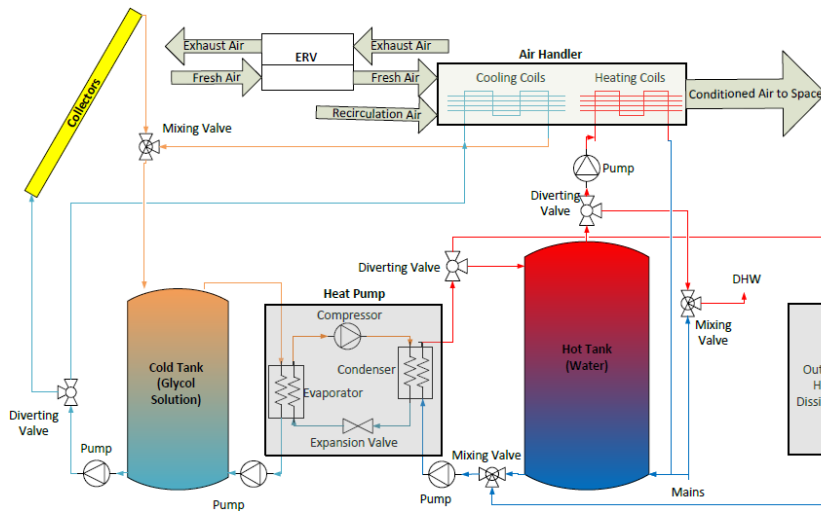 Exhaust Air
ERV
Exhaust Air
Fresh Air
Fresh Air
Recirculation Air
Air Handler
Cooling Coils
Heating Coils
Conditioned Air to Space
Collectors
Mixing Valve
Pump
Diverting
Valve
Diverting Valve
DHW
Mixing
Valve
Heat Pump
Compressor
Condenser
Evaporator
Expansion Valve
Cold Tank
(Glycol
Solution)
Hot Tank
(Water)
Diverting
Valve
Pump
Pump
Mixing Valve
Pump
Mains
Out
H
Dissi